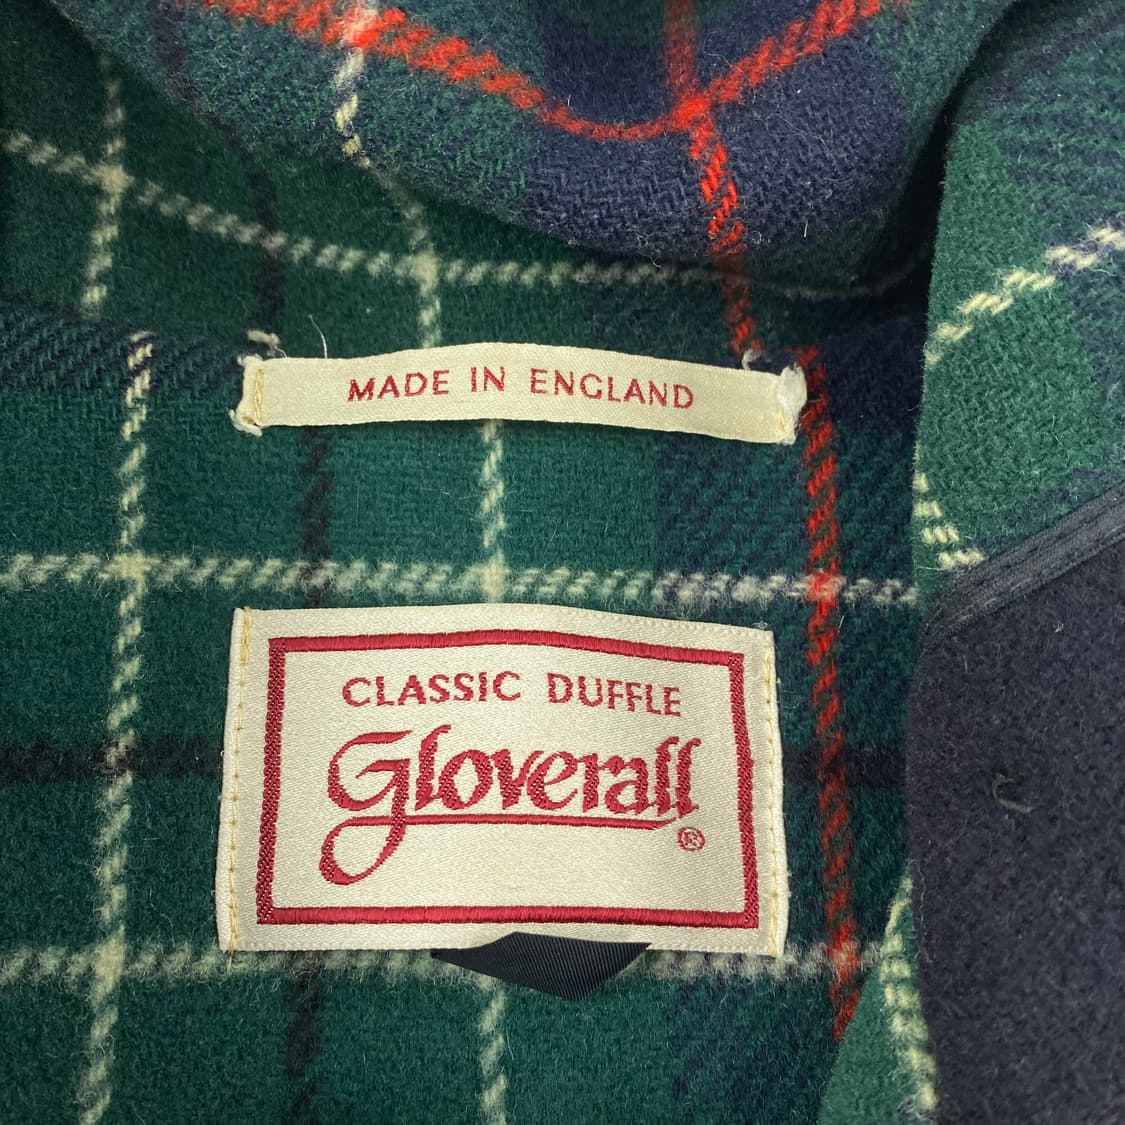 MADE IN ENGLAND
CLASSIC DUFFLE
Gloverall
®